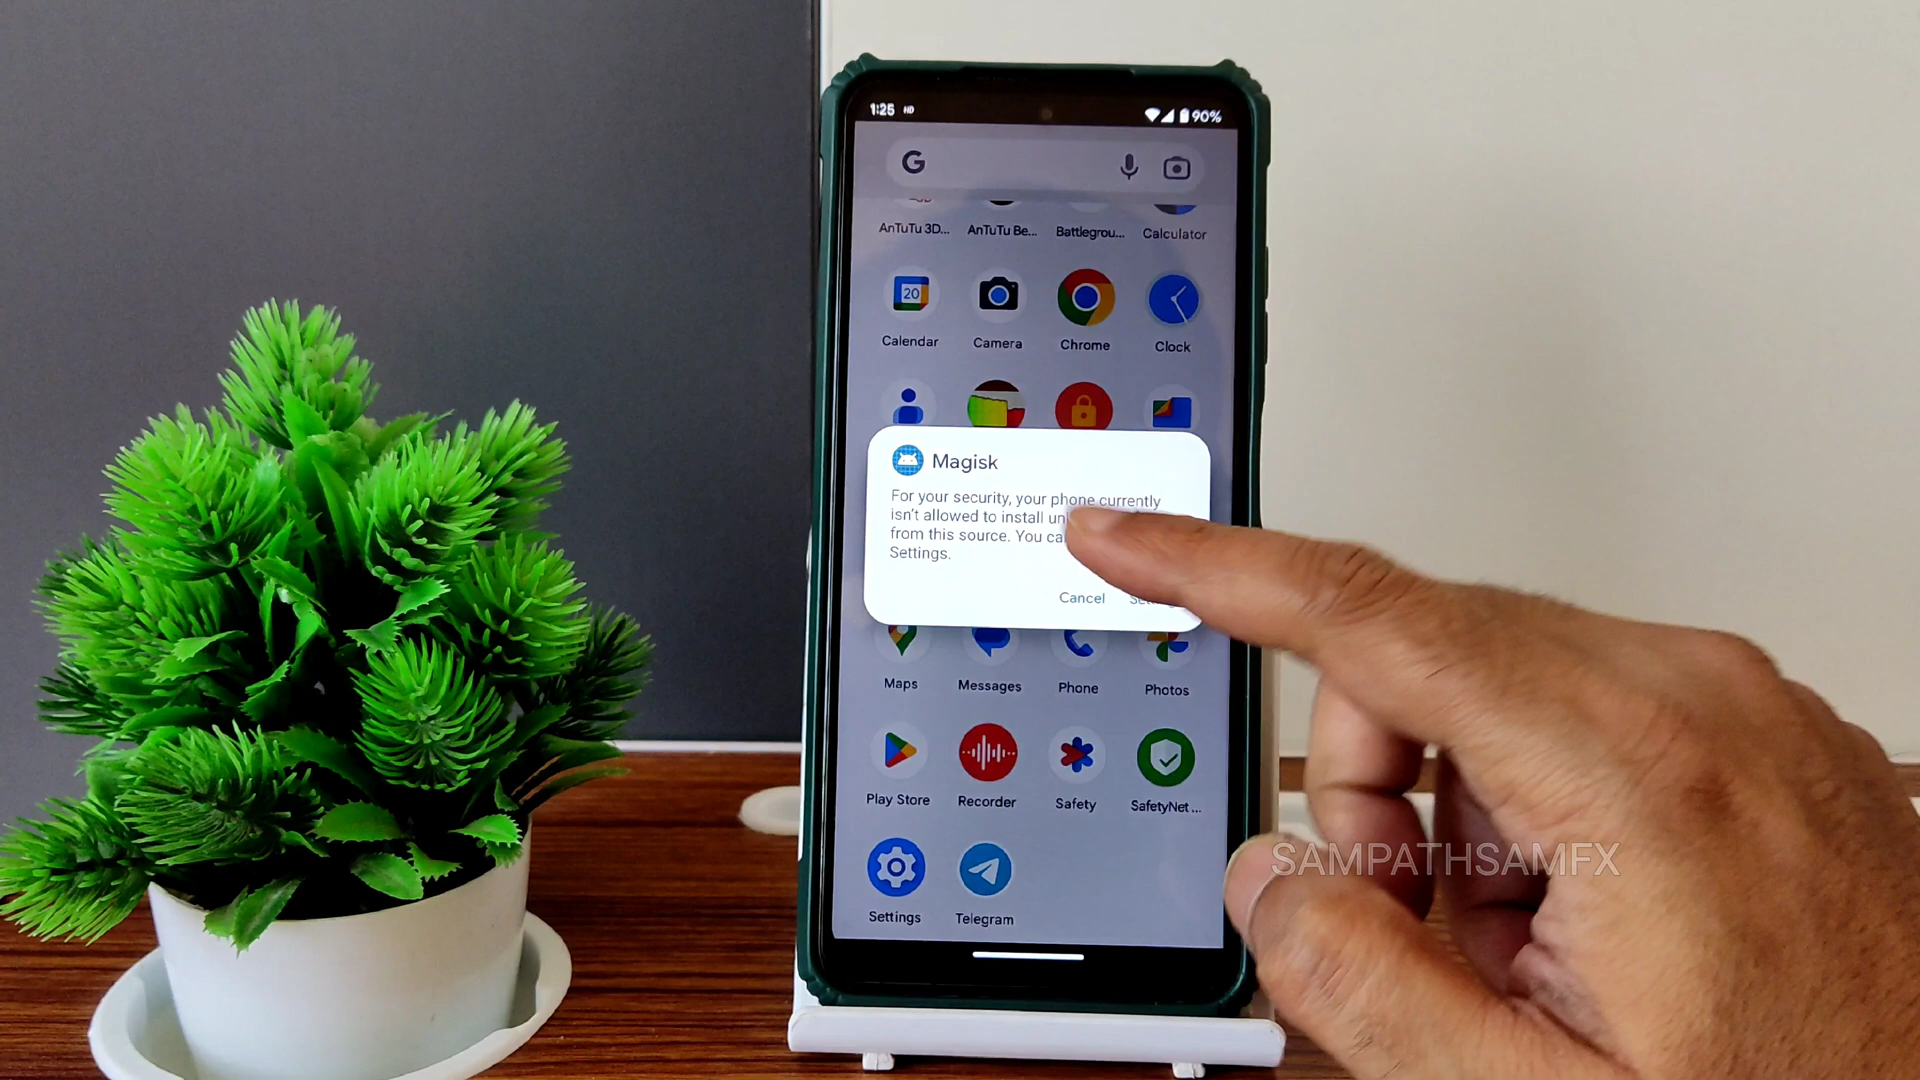 1:25 HD 90%
G
AnTuTu 3D... AnTuTu Be... Battlegrou... Calculator
20
Calendar Camera Chrome Clock
Magisk
For your security, your phone currently
isn't allowed to install
from this source. You
Settings.
Cancel
Maps Messages Phone Photos
Play Store Recorder Safety SafetyNet ...
Settings Telegram
SAMPATHSAMFX